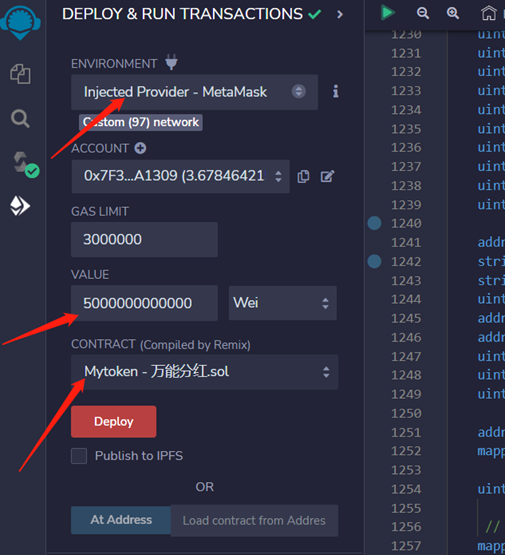 DEPLOY & RUN TRANSACTIONS
ENVIRONMENT
Injected Provider - MetaMask
Custom (97) network
ACCOUNT
0x7F3...A1309 (3.67846421
GAS LIMIT
3000000
VALUE
5000000000000
Wei
CONTRACT (Compiled by Remix)
Mytoken - 万能分红.sol
Deploy
Publish to IPFS
OR
At Address
Load contract from Addres
1230 uint
1231 uint
1232 uint
1233 uint
1234 uint
1235 uint
1236 uint
1237 uint
1238 uint
1239 uint
1240
1241 addr
1242 stri
1243 stri
1244 uint
1245 addr
1246 addr
1247 uint
1248 uint
1249 uint
1250
1251 addr
1252 mapp
1253
1254 uint
1255
1256 //
1257 mapp